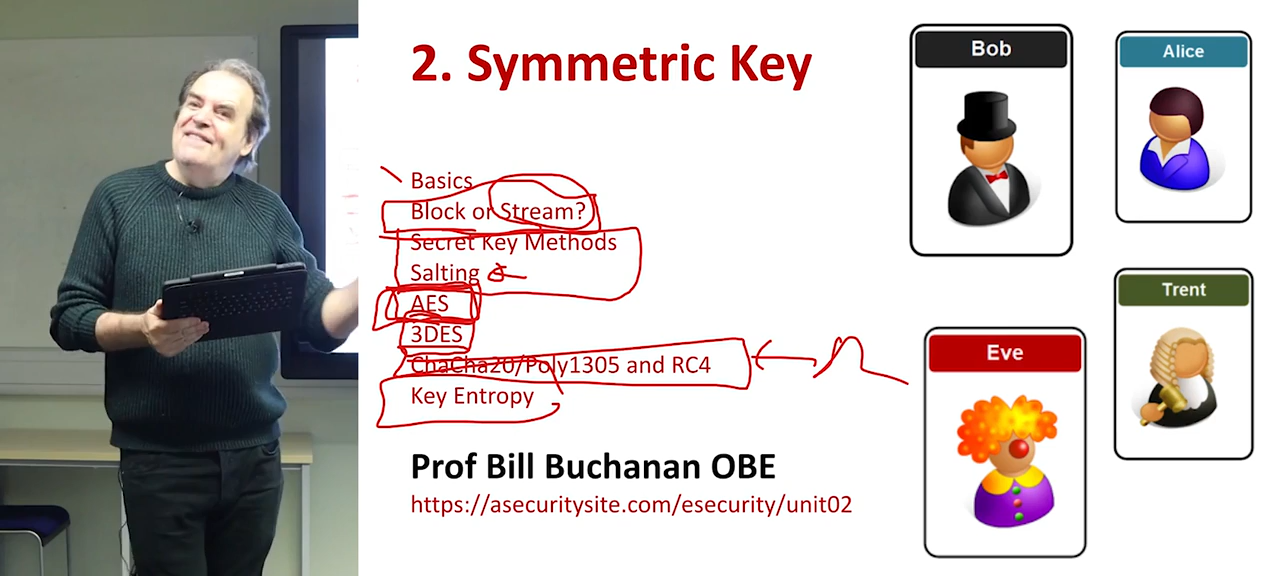 2. Symmetric Key
Basics
Block or Stream?
Secret Key Methods
Salting
AES
3DES
ChaCha20/Poly1305 and RC4
Key Entropy
Prof Bill Buchanan OBE
https://asecuritysite.com/esecurity/unit02
Bob
Alice
Trent
Eve